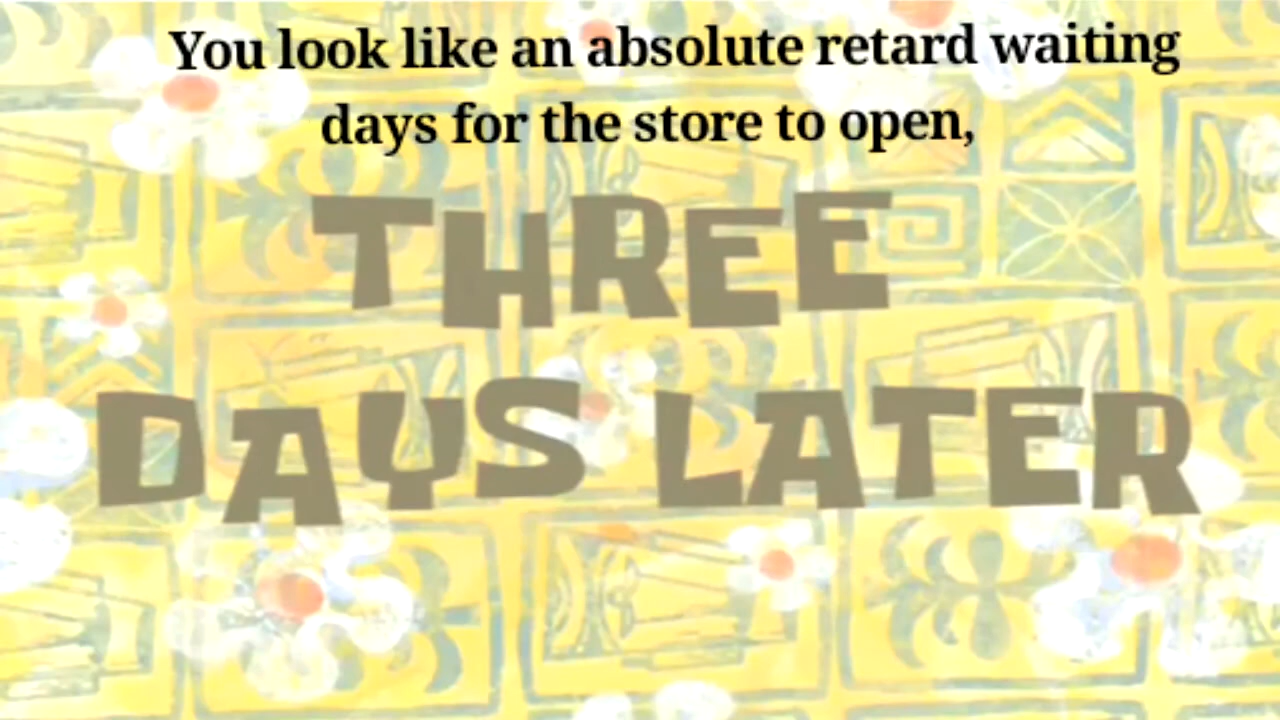 You look like an absolute retard waiting
days for the store to open,
THREE
DAYS LATER